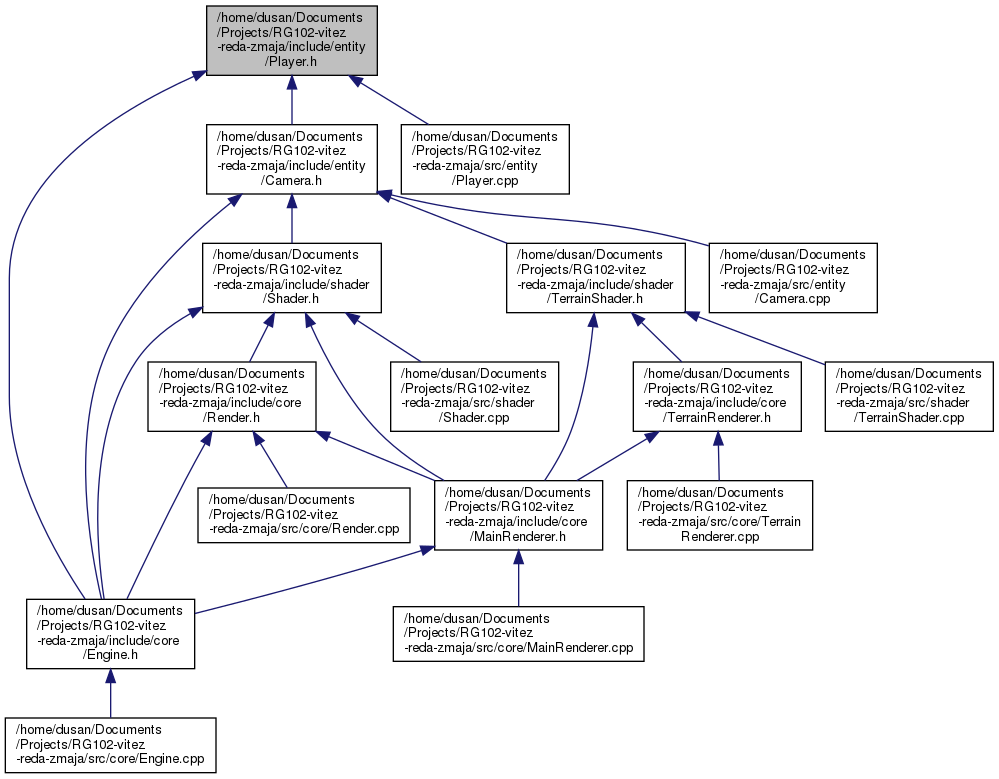 /home/dusan/Documents
/Projects/RG102-vitez
-reda-zmaja/include/entity
/Player.h
/home/dusan/Documents
/Projects/RG102-vitez
-reda-zmaja/include/entity
/Camera.h
/home/dusan/Documents
/Projects/RG102-vitez
-reda-zmaja/src/entity
/Player.cpp
/home/dusan/Documents
/Projects/RG102-vitez
-reda-zmaja/include/shader
/Shader.h
/home/dusan/Documents
/Projects/RG102-vitez
-reda-zmaja/include/shader
/TerrainShader.h
/home/dusan/Documents
/Projects/RG102-vitez
-reda-zmaja/src/entity
/Camera.cpp
/home/dusan/Documents
/Projects/RG102-vitez
-reda-zmaja/include/core
/Render.h
/home/dusan/Documents
/Projects/RG102-vitez
-reda-zmaja/src/shader
/Shader.cpp
/home/dusan/Documents
/Projects/RG102-vitez
-reda-zmaja/include/core
/TerrainRenderer.h
/home/dusan/Documents
/Projects/RG102-vitez
-reda-zmaja/src/shader
/TerrainShader.cpp
/home/dusan/Documents
/Projects/RG102-vitez
-reda-zmaja/src/core/Render.cpp
/home/dusan/Documents
/Projects/RG102-vitez
-reda-zmaja/include/core
/MainRenderer.h
/home/dusan/Documents
/Projects/RG102-vitez
-reda-zmaja/src/core/Terrain
Renderer.cpp
/home/dusan/Documents
/Projects/RG102-vitez
-reda-zmaja/include/core
/Engine.h
/home/dusan/Documents
/Projects/RG102-vitez
-reda-zmaja/src/core/MainRenderer.cpp
/home/dusan/Documents
/Projects/RG102-vitez
-reda-zmaja/src/core/Engine.cpp